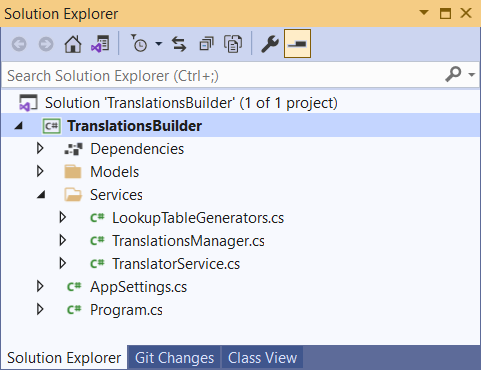 Solution Explorer
Search Solution Explorer (Ctrl+;)
Solution 'TranslationsBuilder' (1 of 1 project)
C# TranslationsBuilder
Dependencies
Models
Services
C# LookupTableGenerators.cs
C# TranslationsManager.cs
C# TranslatorService.cs
C# AppSettings.cs
C# Program.cs
Solution Explorer Git Changes Class View